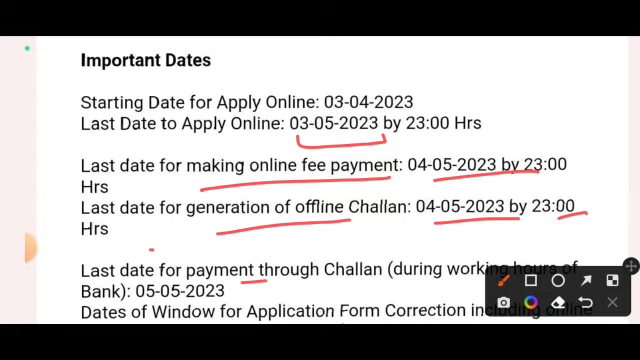 Important Dates
Starting Date for Apply Online: 03-04-2023
Last Date to Apply Online: 03-05-2023 by 23:00 Hrs
Last date for making online fee payment: 04-05-2023 by 23:00
Hrs
Last date for generation of offline Challan: 04-05-2023 by 23:00
Hrs
Last date for payment through Challan (during working hours of
Bank): 05-05-2023
Dates of Window for Application Form Correction including online